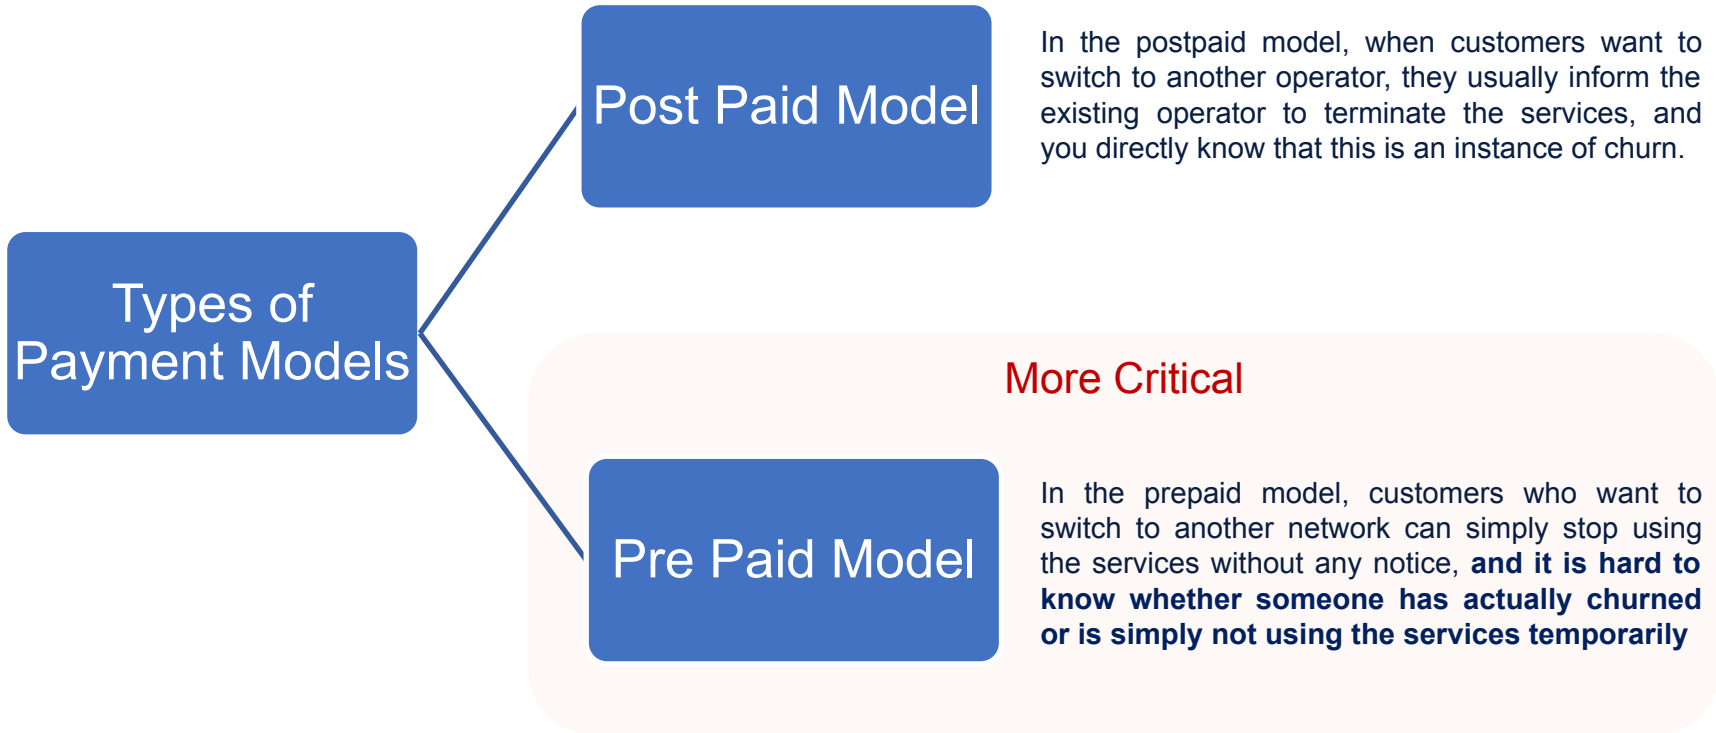 Types of
Payment Models
Post Paid Model
In the postpaid model, when customers want to
switch to another operator, they usually inform the
existing operator to terminate the services, and
you directly know that this is an instance of churn.
More Critical
Pre Paid Model
In the prepaid model, customers who want to
switch to another network can simply stop using
the services without any notice, and it is hard to
know whether someone has actually churned
or is simply not using the services temporarily